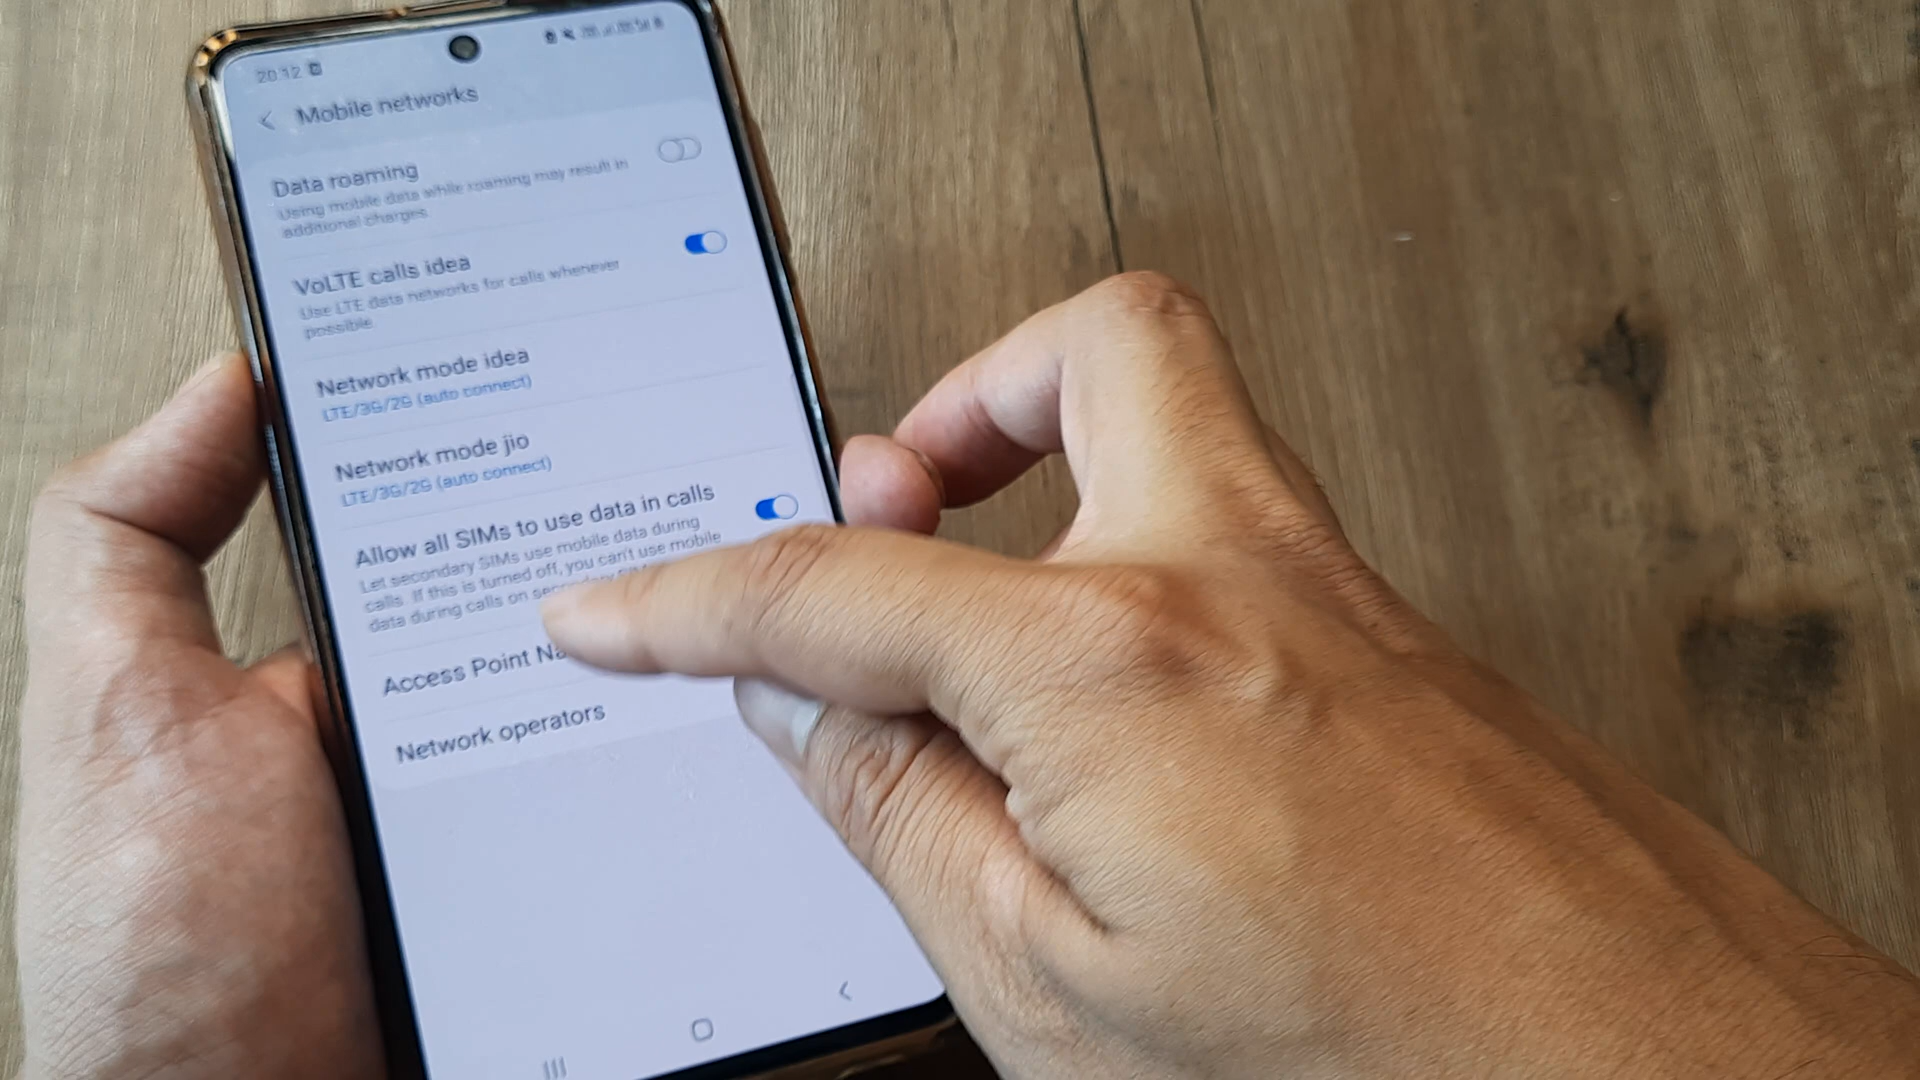 20:12
Mobile networks
Data roaming
Using mobile data while roaming may result in
additional charges.
VoLTE calls idea
Use LTE data networks for calls whenever
possible.
Network mode idea
LTE/3G/2G (auto connect)
Network mode jio
LTE/3G/2G (auto connect)
Allow all SIMs to use data in calls
Let secondary SIMs use mobile data during
calls. If this is turned off, you can't use mobile
data during calls on
Access Point
Network operators